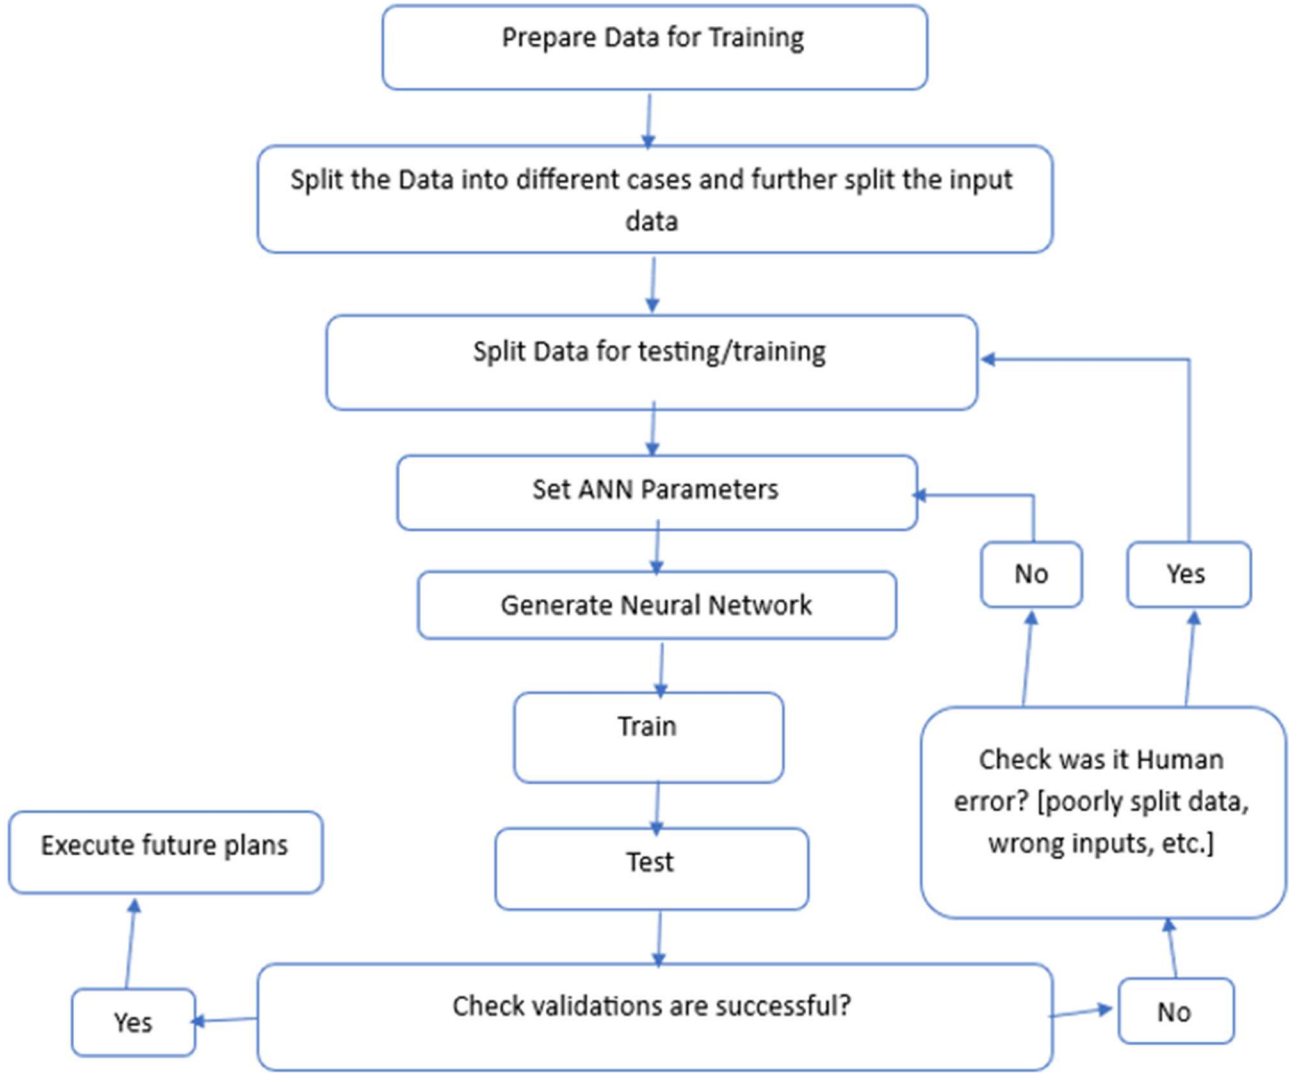 Prepare Data for Training
Split the Data into different cases and further split the input
data
Split Data for testing/training
Set ANN Parameters
No
Yes
Generate Neural Network
Train
Check was it Human
error? [poorly split data,
wrong inputs, etc.]
Execute future plans
Test
Check validations are successful?
Yes
No